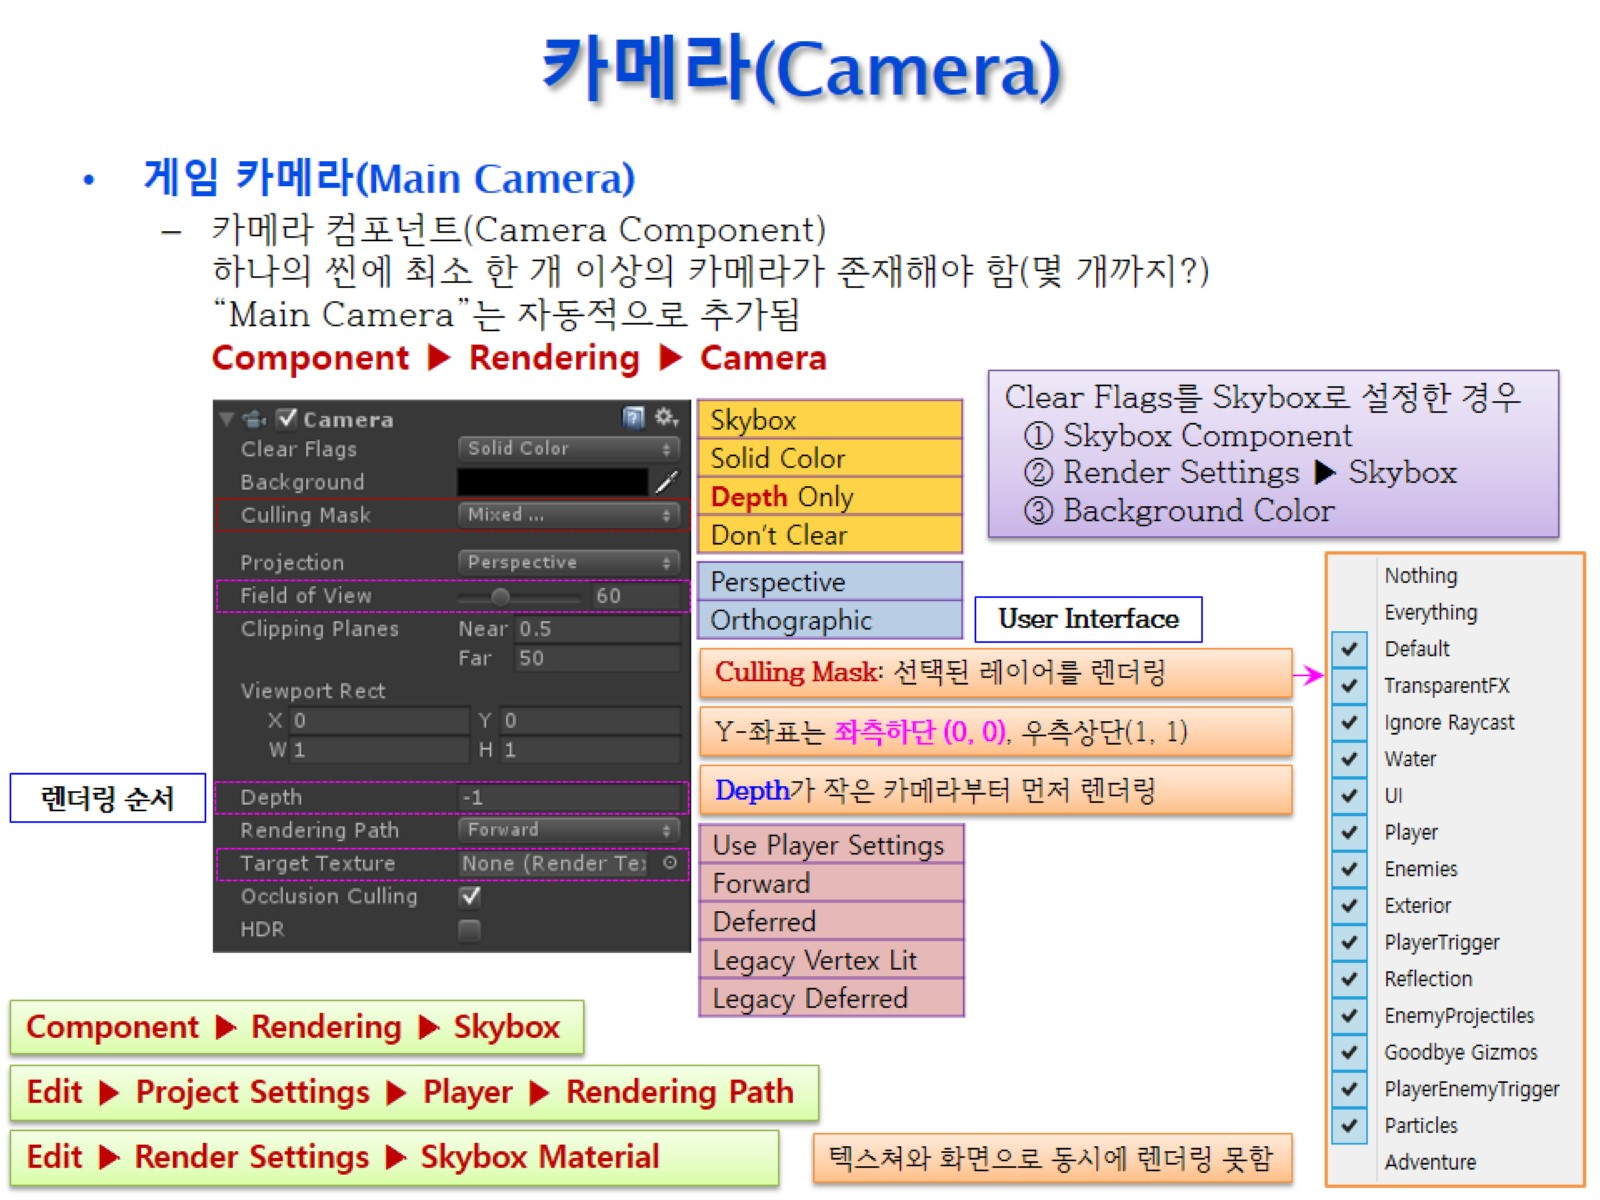 카메라(Camera)
• 게임 카메라(Main Camera)
– 카메라 컴포넌트(Camera Component)
하나의 씬에 최소 한 개 이상의 카메라가 존재해야 함(몇 개까지?)
“Main Camera”는 자동적으로 추가됨
Component ▶ Rendering ▶ Camera
Camera
Clear Flags Solid Color
Background
Culling Mask Mixed ...
Projection Perspective
Field of View 60
Clipping Planes Near 0.5
Far 50
Viewport Rect
X 0 Y 0
W 1 H 1
Depth -1
Rendering Path Forward
Target Texture None (Render Te
Occlusion Culling
HDR
렌더링 순서
Skybox
Solid Color
Depth Only
Don't Clear
Perspective
Orthographic
User Interface
Clear Flags를 Skybox로 설정한 경우
① Skybox Component
② Render Settings ▶ Skybox
③ Background Color
Culling Mask: 선택된 레이어를 렌더링
Y-좌표는 좌측하단 (0, 0), 우측상단(1, 1)
Depth가 작은 카메라부터 먼저 렌더링
Use Player Settings
Forward
Deferred
Legacy Vertex Lit
Legacy Deferred
Nothing
Everything
Default
TransparentFX
Ignore Raycast
Water
UI
Player
Enemies
Exterior
PlayerTrigger
Reflection
EnemyProjectiles
Goodbye Gizmos
PlayerEnemyTrigger
Particles
Adventure
Component ▶ Rendering ▶ Skybox
Edit ▶ Project Settings ▶ Player ▶ Rendering Path
Edit ▶ Render Settings ▶ Skybox Material
텍스쳐와 화면으로 동시에 렌더링 못함